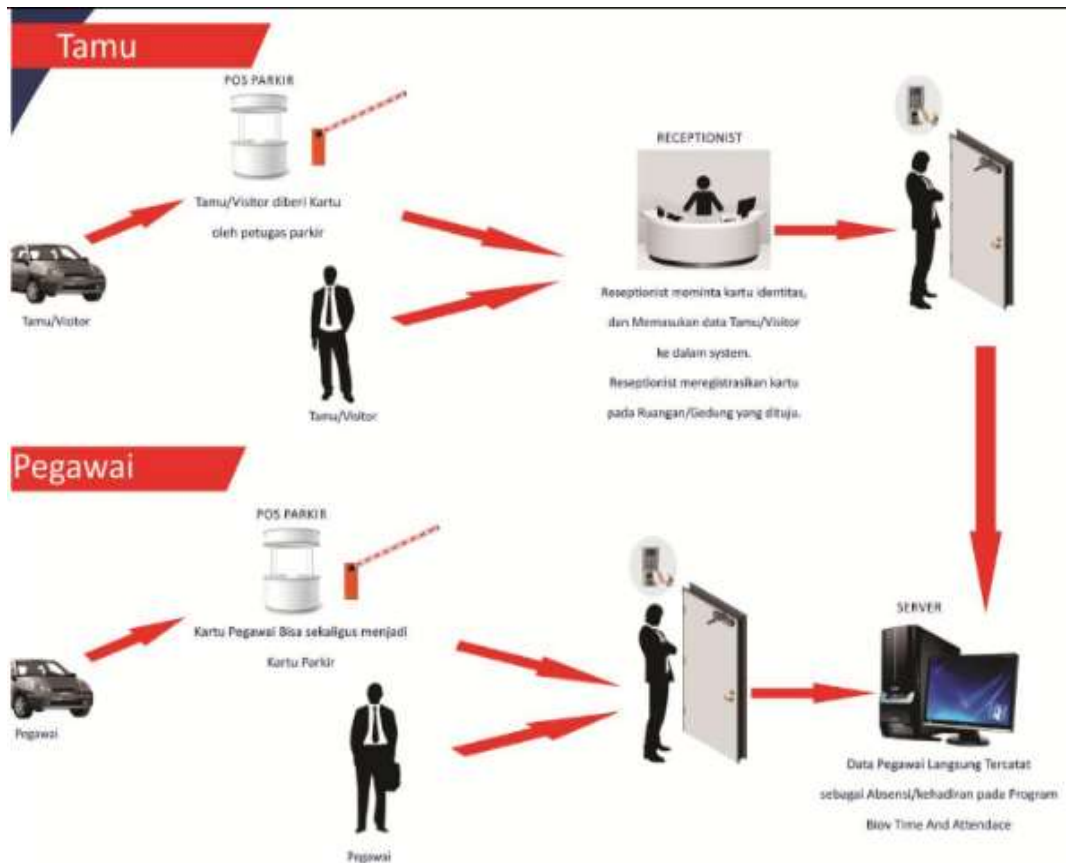 Tamu
POS PARKIR
Tamu/Visitor diberi Kartu
oleh petugas parkir
Tamu/Visitor
Tamu/Visitor
RECEPTIONIST
Reseptionist meminta kartu identitas,
dan Memasukan data Tamu/Visitor
ke dalam system.
Reseptionist meregistrasikan kartu
pada Ruangan/Gedung yang dituju.
Pegawai
POS PARKIR
Kartu Pegawai Bisa sekaligus menjadi
Kartu Parkir
Pegawai
Pegawai
SERVER
Data Pegawai Langsung Tercatat
sebagai Absensi/kehadiran pada Program
Biov Time And Attendace